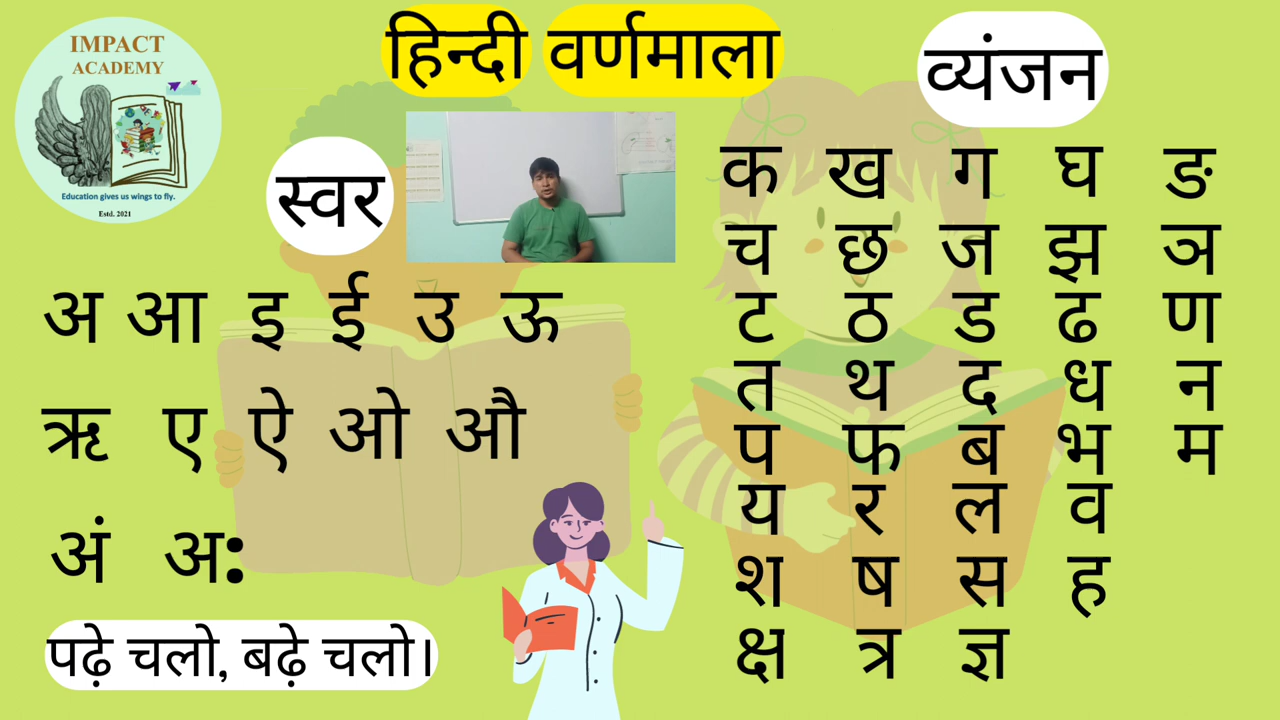 IMPACT
ACADEMY
Education gives us wings to fly.
Estd. 2021
हिन्दी वर्णमाला
स्वर
अ आ इ ई उ ऊ
ऋ ए ऐ ओ औ
अं अः
पढ़े चलो, बढ़े चलो।
व्यंजन
क ख ग घ ङ
च छ ज झ ञ
ट ठ ड ढ ण
त थ द ध न
प फ ब भ म
य र ल व
श ष स ह
क्ष त्र ज्ञ